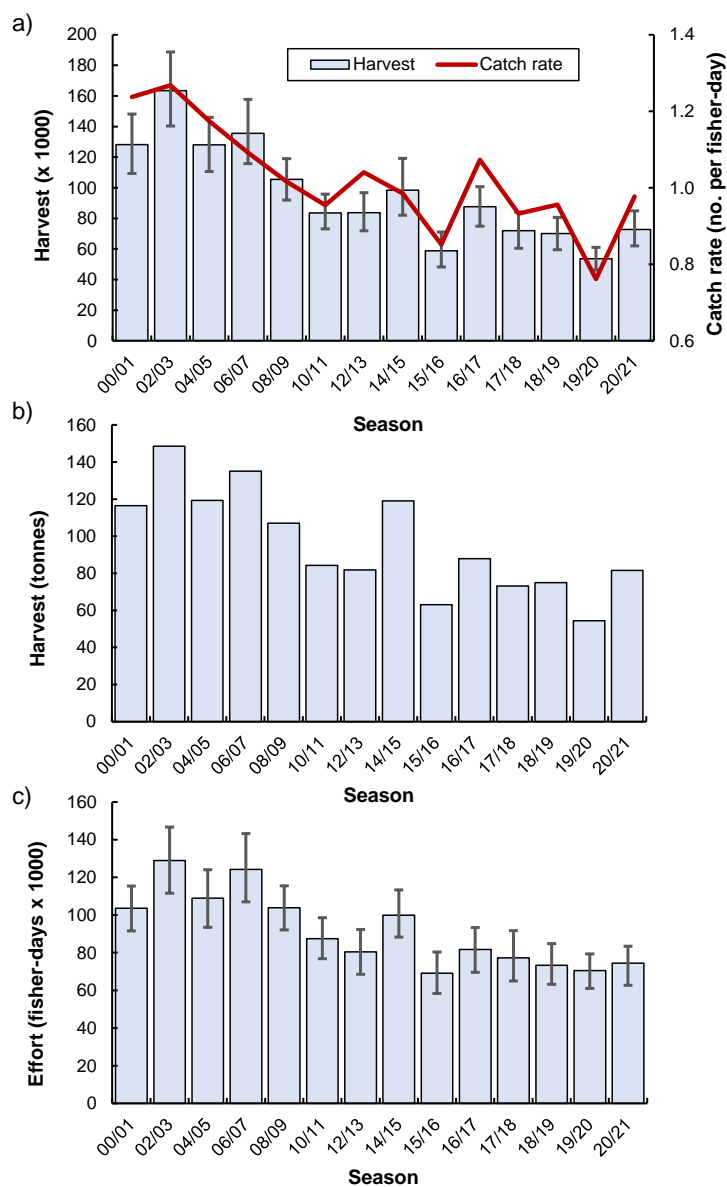 a)
Harvest (x 1000)
200
180
160
140
120
100
80
60
40
20
0
Harvest
Catch rate
1.4
1.2
1.0
0.8
0.6
Catch rate (no. per fisher-day)
00/01 02/03 04/05 06/07 08/09 10/11 12/13 14/15 15/16 16/17 17/18 18/19 19/20 20/21
Season
b)
Harvest (tonnes)
160
140
120
100
80
60
40
20
0
00/01 02/03 04/05 06/07 08/09 10/11 12/13 14/15 15/16 16/17 17/18 18/19 19/20 20/21
Season
c)
Effort (fisher-days x 1000)
160
140
120
100
80
60
40
20
0
00/01 02/03 04/05 06/07 08/09 10/11 12/13 14/15 15/16 16/17 17/18 18/19 19/20 20/21
Season